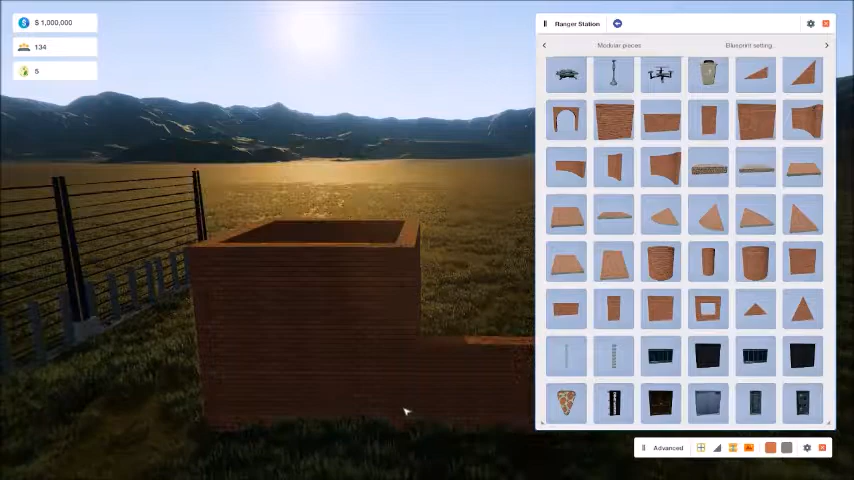 $ 1,000,000
134
5
Ranger Station
Modular pieces
Blueprint setting
Advanced